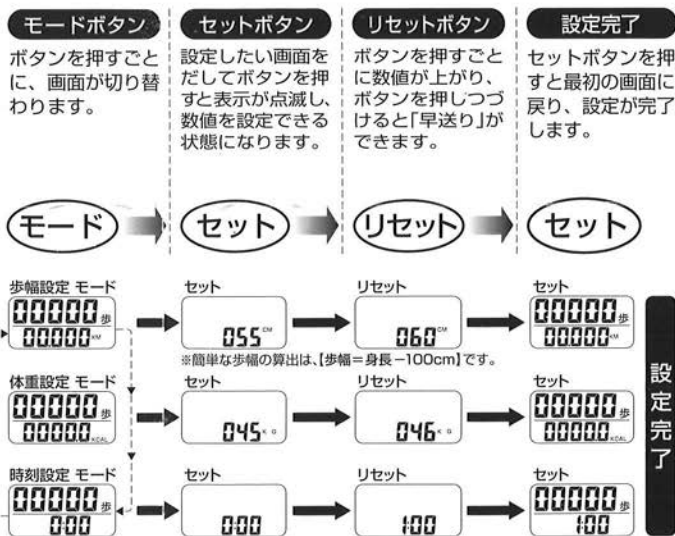 モードボタン
ボタンを押すごと
に、画面が切り替
わります。
セットボタン
設定したい画面を
だしてボタンを押
すと表示が点滅し、
数値を設定できる
状態になります。
リセットボタン
ボタンを押すごと
に数値が上がり、
ボタンを押しつづ
けると「早送り」が
できます。
設定完了
セットボタンを押
すと最初の画面に
戻り、設定が完了
します。
モード
セット
リセット
セット
歩幅設定 モード
00000 歩
00.000 KM
セット
055 CM
リセット
060 CM
セット
00000 歩
00.000 KM
※簡単な歩幅の算出は、【歩幅=身長-100cm】です。
体重設定 モード
00000 歩
0000.0 KCAL
セット
045 KG
リセット
046 KG
セット
00000 歩
0000.0 KCAL
時刻設定 モード
00000 歩
0:00
セット
0:00
リセット
1:00
セット
00000 歩
1:00
設定完了